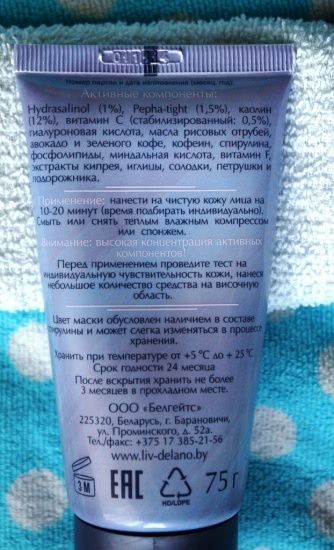 Номер партии и дата изготовления (месяц, год):
Активные компоненты:
Hydrasalinol (1%), Pepha-tight (1,5%), каолин
(12%), витамин С (стабилизированный: 0,5%),
гиалуроновая кислота, масла рисовых отрубей,
авокадо и зеленого кофе, кофеин, спирулина,
фосфолипиды, миндальная кислота, витамин F,
экстракты кипрея, иглицы, солодки, петрушки и
подорожника.
Применение: нанести на чистую кожу лица на
10-20 минут (время подбирать индивидуально).
Смыть или снять теплым влажным компрессом
или спонжем.
Внимание: высокая концентрация активных
компонентов!
Перед применением проведите тест на
индивидуальную чувствительность кожи, нанеся
небольшое количество средства на височную
область.
Цвет маски обусловлен наличием в составе
спирулины и может слегка изменяться в процессе
хранения.
Хранить при температуре от +5 °С до + 25 °С
Срок годности 24 месяца
После вскрытия хранить не более
3 месяцев в прохладном месте.
ООО «Белгейтс»
225320, Беларусь, г. Барановичи,
ул. Проминского, д. 52а.
Тел./факс: +375 17 385-21-56
www.liv-delano.by
3 М
EAC
2
HD/LDPE
75 г